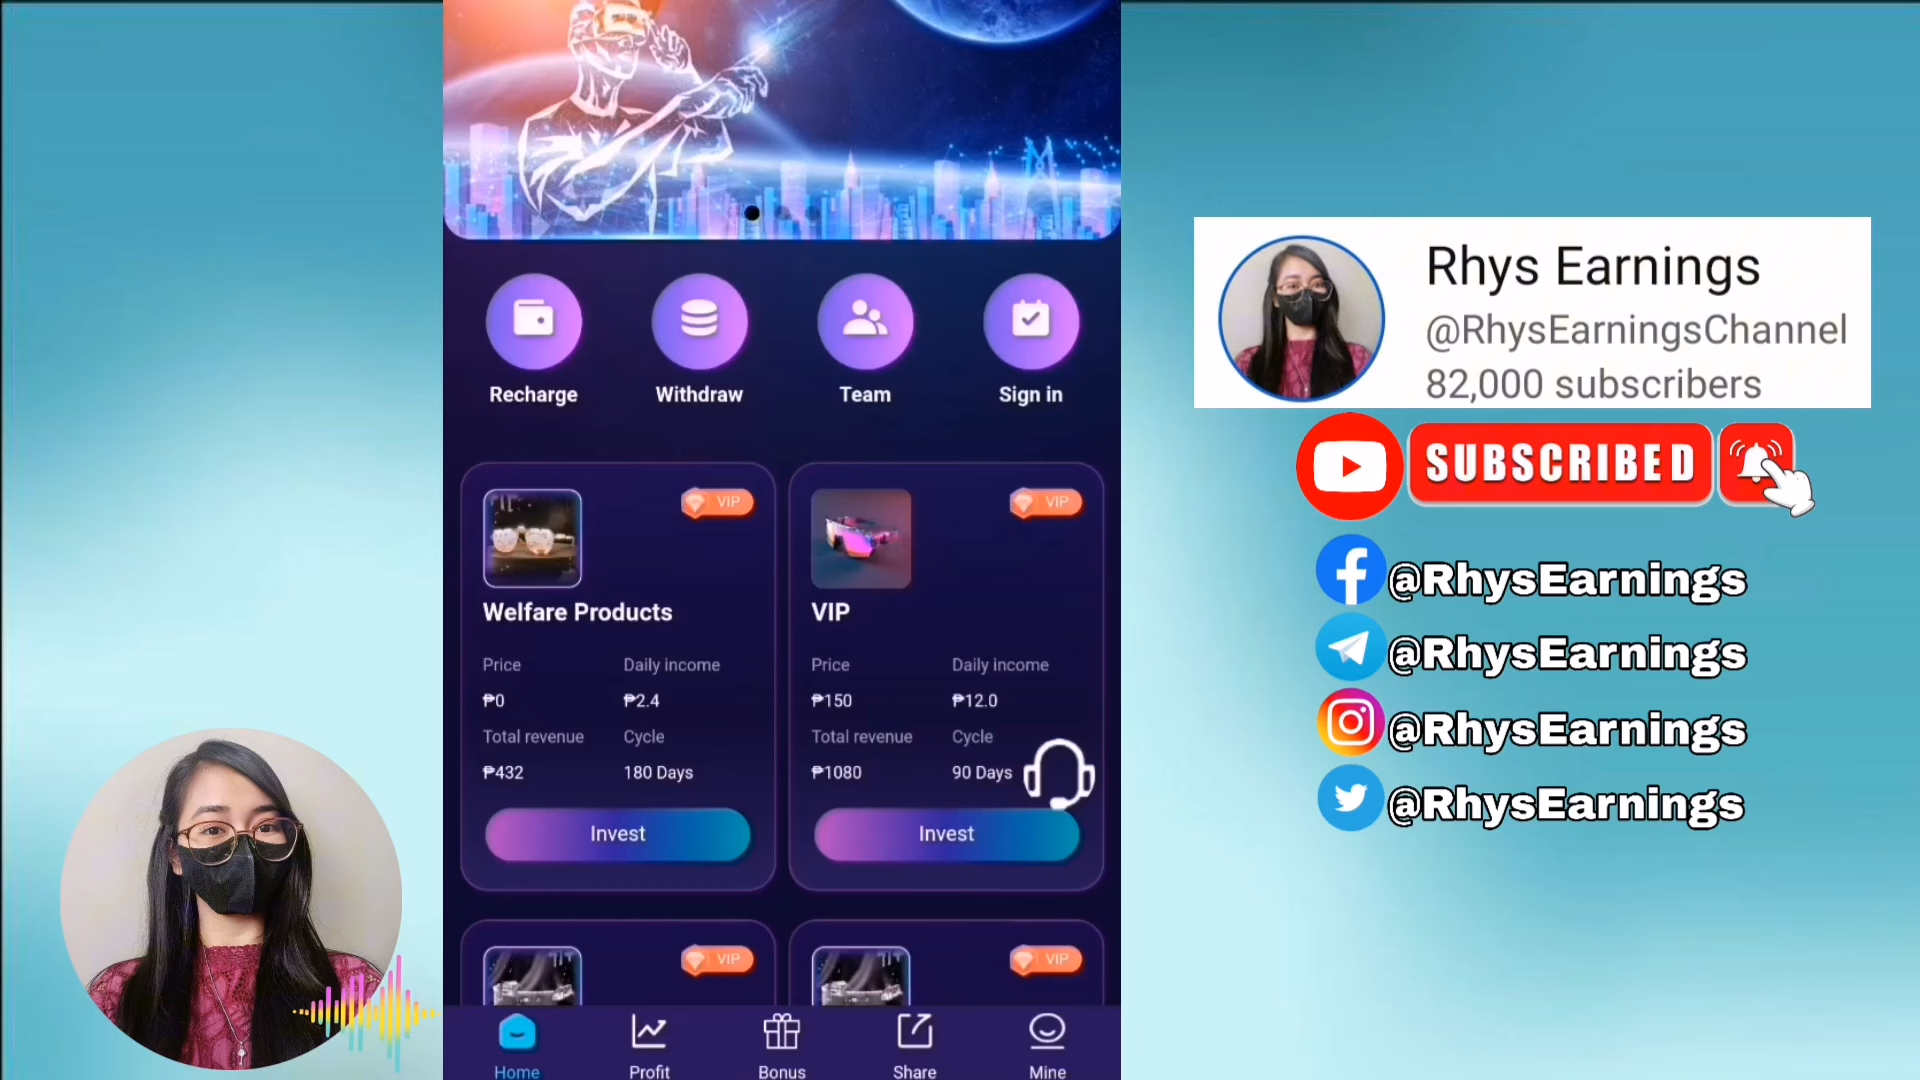 Recharge
Withdraw
Team
Sign in
VIP
Welfare Products
Price
Daily income
₱0
₱2.4
Total revenue
Cycle
₱432
180 Days
Invest
VIP
VIP
Price
Daily income
₱150
₱12.0
Total revenue
Cycle
₱1080
90 Days
Invest
VIP
VIP
Home
Profit
Bonus
Share
Mine
Rhys Earnings
@RhysEarningsChannel
82,000 subscribers
SUBSCRIBED
@RhysEarnings
@RhysEarnings
@RhysEarnings
@RhysEarnings